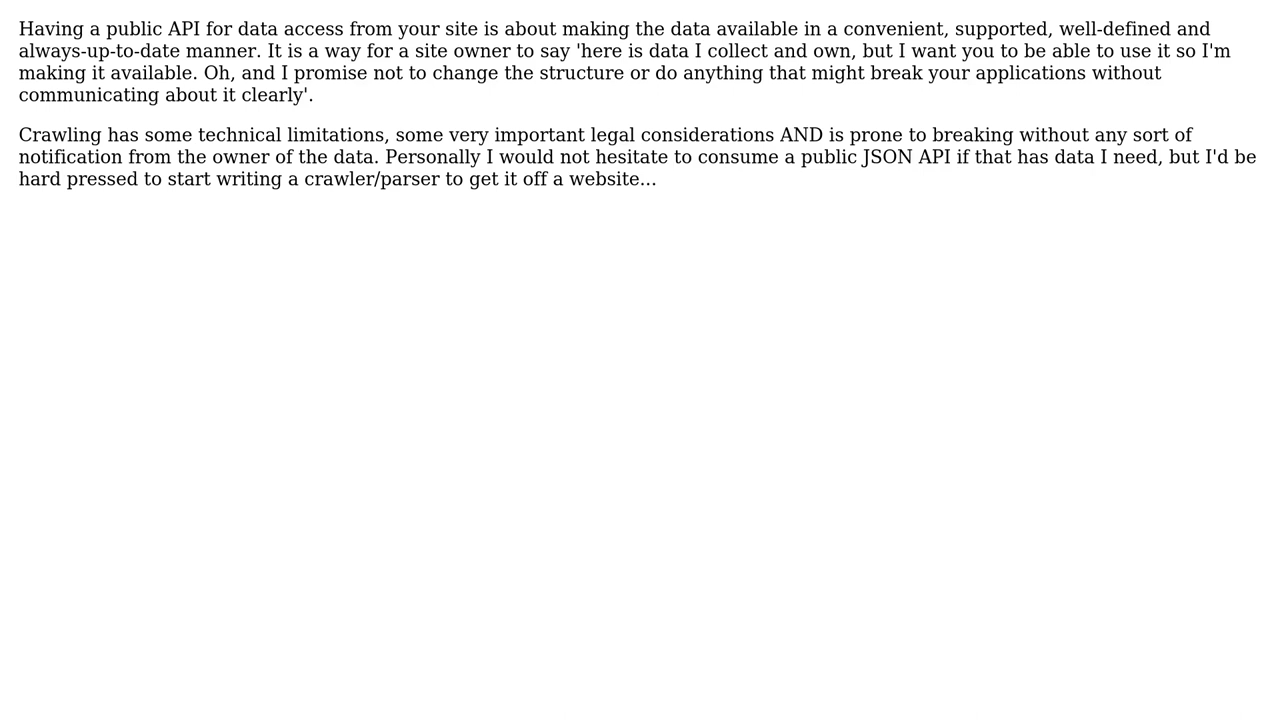 Having a public API for data access from your site is about making the data available in a convenient, supported, well-defined and
always-up-to-date manner. It is a way for a site owner to say 'here is data I collect and own, but I want you to be able to use it so I'm
making it available. Oh, and I promise not to change the structure or do anything that might break your applications without
communicating about it clearly'.
Crawling has some technical limitations, some very important legal considerations AND is prone to breaking without any sort of
notification from the owner of the data. Personally I would not hesitate to consume a public JSON API if that has data I need, but I'd be
hard pressed to start writing a crawler/parser to get it off a website...